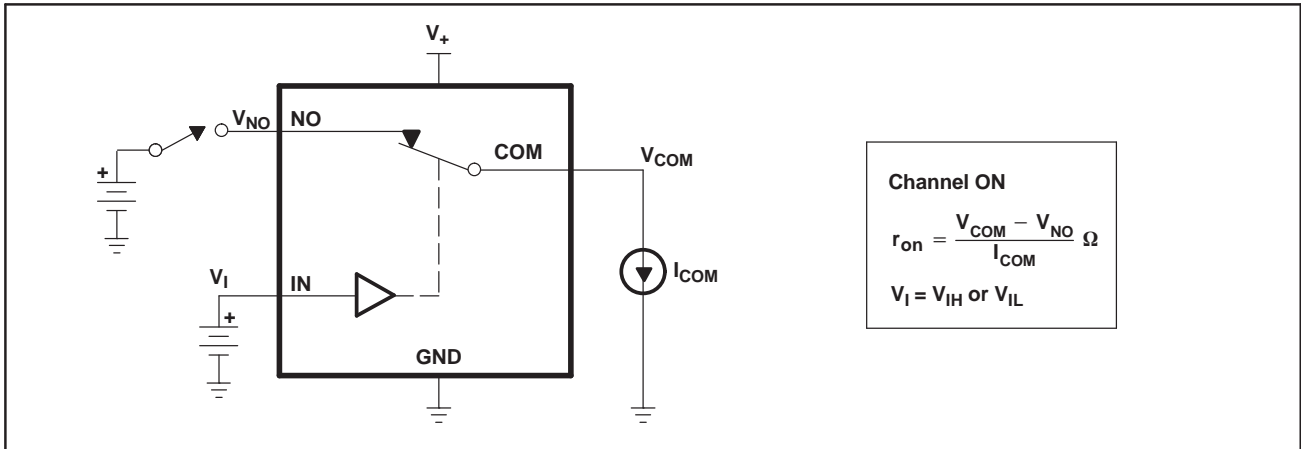 V+
VNO NO
COM
VCOM
+
VI
IN
+
ICOM
GND
Channel ON
ron = VCOM − VNO / ICOM Ω
VI = VIH or VIL